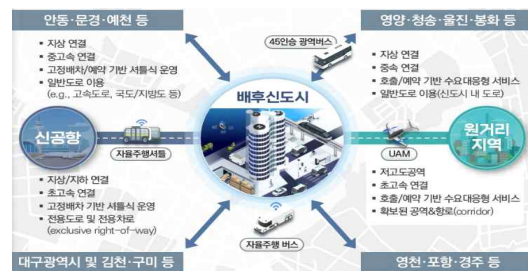 안동·문경·예천 등
영양·청송·울진·봉화 등
▪ 지상 연결
▪ 중고속 연결
▪ 고정배차/예약 기반 셔틀식 운영
▪ 일반도로 이용
(e.g., 고속도로, 국도/지방도 등)
45인승 광역버스
▪ 지상 연결
▪ 중속 연결
▪ 호출/예약 기반 수요대응형 서비스
▪ 일반도로 이용(신도시 내 도로)
배후신도시
신공항
자율주행셔틀
UAM
원거리
지역
▪ 지상/지하 연결
▪ 초고속 연결
▪ 고정배차 기반 셔틀식 운영
▪ 전용도로 및 전용차로
(exclusive right-of-way)
▪ 저고도공역
▪ 초고속 연결
▪ 호출/예약 기반 수요대응형 서비스
▪ 확보된 공역&항로(corridor)
자율주행 버스
대구광역시 및 김천·구미 등
영천·포항·경주 등